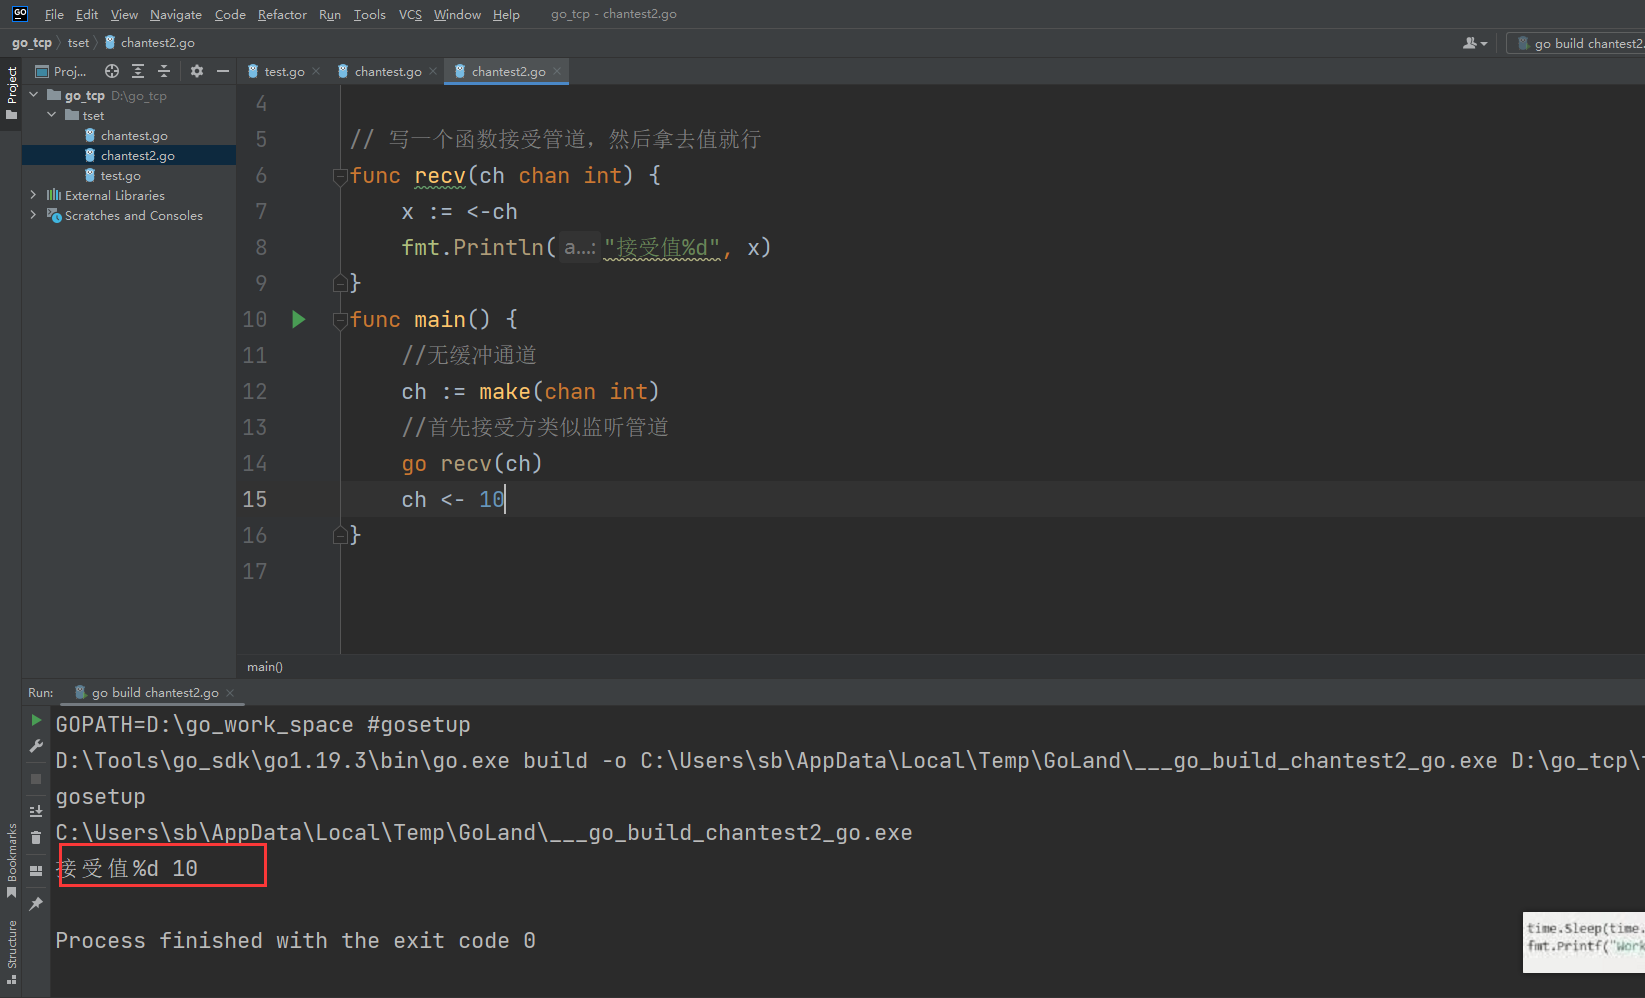 GO File Edit View Navigate Code Refactor Run Tools VCS Window Help go_tcp - chantest2.go
go_tcp tset chantest2.go
go build chantest2.
Project
Proj...
test.go chantest.go chantest2.go
go_tcp D:\go_tcp
tset
chantest.go
chantest2.go
test.go
External Libraries
Scratches and Consoles
4
5 // 写一个函数接受管道，然后拿去值就行
6 func recv(ch chan int) {
7 x := <-ch
8 fmt.Println( a...: "接受值%d", x)
9 }
10 func main() {
11 //无缓冲通道
12 ch := make(chan int)
13 //首先接受方类似监听管道
14 go recv(ch)
15 ch <- 10
16 }
17
main()
Run: go build chantest2.go
GOPATH=D:\go_work_space #gosetup
D:\Tools\go_sdk\go1.19.3\bin\go.exe build -o C:\Users\sb\AppData\Local\Temp\GoLand\___go_build_chantest2_go.exe D:\go_tcp\
gosetup
C:\Users\sb\AppData\Local\Temp\GoLand\___go_build_chantest2_go.exe
接受值%d 10
Process finished with the exit code 0
Bookmarks
Structure
time.Sleep(time.
fmt.Printf("Work